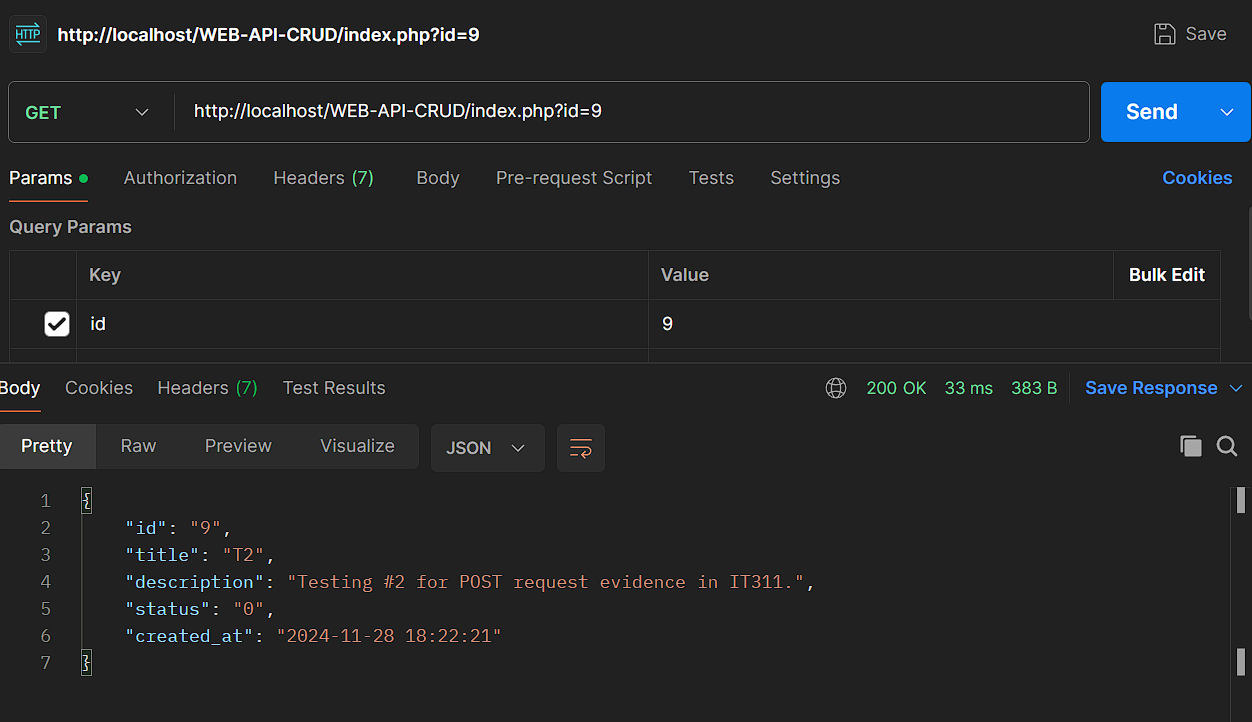 HTTP http://localhost/WEB-API-CRUD/index.php?id=9 Save
GET http://localhost/WEB-API-CRUD/index.php?id=9 Send
Params Authorization Headers (7) Body Pre-request Script Tests Settings Cookies
Query Params
Key Value Bulk Edit
id 9
Body Cookies Headers (7) Test Results 200 OK 33 ms 383 B Save Response
Pretty Raw Preview Visualize JSON
1 {
2 "id": "9",
3 "title": "T2",
4 "description": "Testing #2 for POST request evidence in IT311.",
5 "status": "0",
6 "created_at": "2024-11-28 18:22:21"
7 }